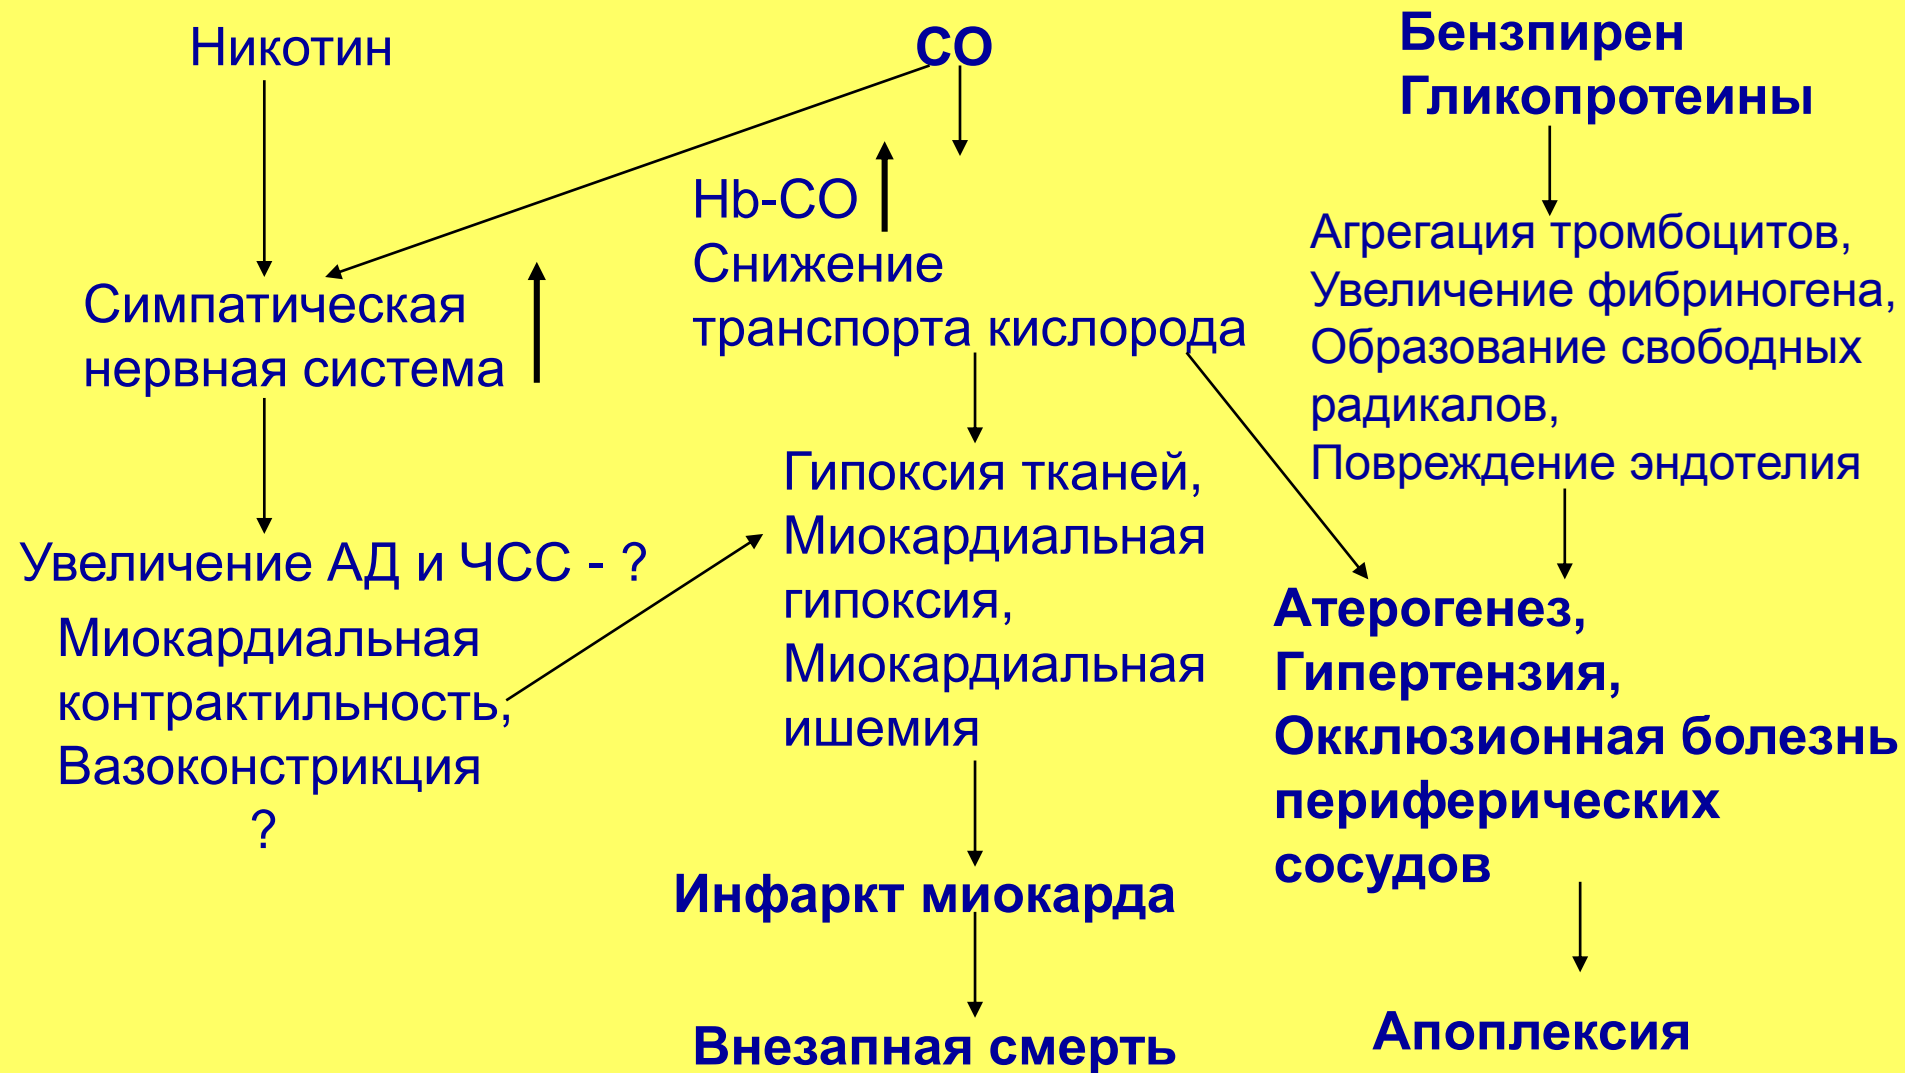 Никотин
Симпатическая
нервная система
Увеличение АД и ЧСС - ?
Миокардиальная
контрактильность,
Вазоконстрикция
?
СО
Hb-CO
Снижение
транспорта кислорода
Гипоксия тканей,
Миокардиальная
гипоксия,
Миокардиальная
ишемия
Инфаркт миокарда
Внезапная смерть
Бензпирен
Гликопротеины
Агрегация тромбоцитов,
Увеличение фибриногена,
Образование свободных
радикалов,
Повреждение эндотелия
Атерогенез,
Гипертензия,
Окклюзионная болезнь
периферических
сосудов
Апоплексия